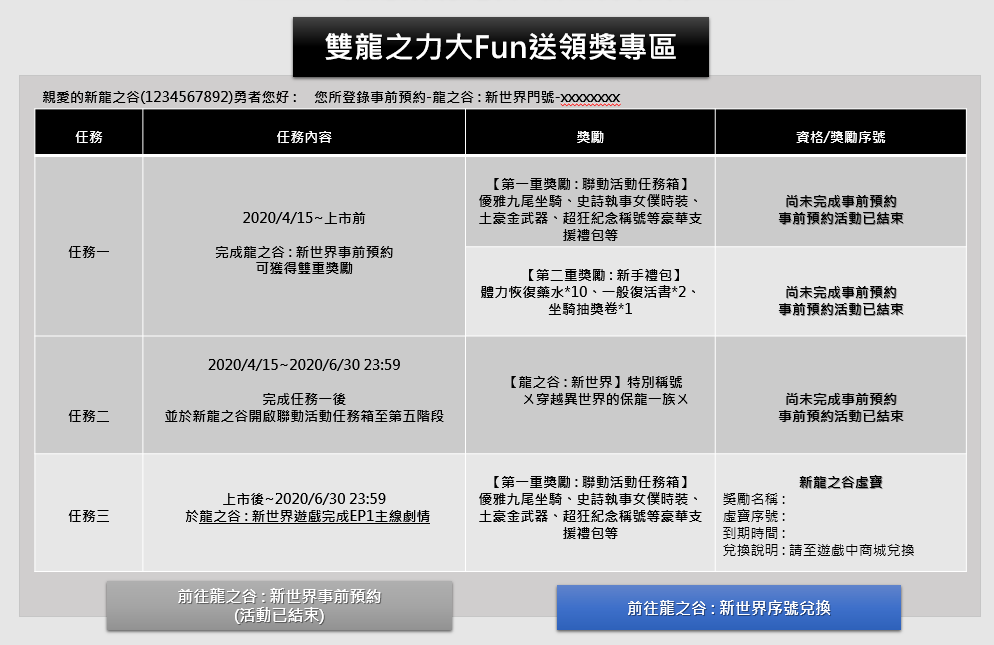 雙龍之力大Fun送領獎專區
親愛的新龍之谷(1234567892)勇者您好： 您所登錄事前預約-龍之谷：新世界門號-xxxxxxxx
任務
任務內容
獎勵
資格/獎勵序號
任務一
2020/4/15~上市前
完成龍之谷：新世界事前預約
可獲得雙重獎勵
【第一重獎勵：聯動活動任務箱】
優雅九尾坐騎、史詩執事女僕時裝、
土豪金武器、超狂紀念稱號等豪華支
援禮包等
尚未完成事前預約
事前預約活動已結束
【第二重獎勵：新手禮包】
體力恢復藥水*10、一般復活書*2、
坐騎抽獎卷*1
尚未完成事前預約
事前預約活動已結束
任務二
2020/4/15~2020/6/30 23:59
完成任務一後
並於新龍之谷開啟聯動活動任務箱至第五階段
【龍之谷：新世界】特別稱號
乂穿越異世界的保龍一族乂
尚未完成事前預約
事前預約活動已結束
任務三
上市後~2020/6/30 23:59
於龍之谷：新世界遊戲完成EP1主線劇情
【第一重獎勵：聯動活動任務箱】
優雅九尾坐騎、史詩執事女僕時裝、
土豪金武器、超狂紀念稱號等豪華支
援禮包等
新龍之谷虛寶
獎勵名稱：
虛寶序號：
到期時間：
兌換說明：請至遊戲中商城兌換
前往龍之谷：新世界事前預約
(活動已結束)
前往龍之谷：新世界序號兌換